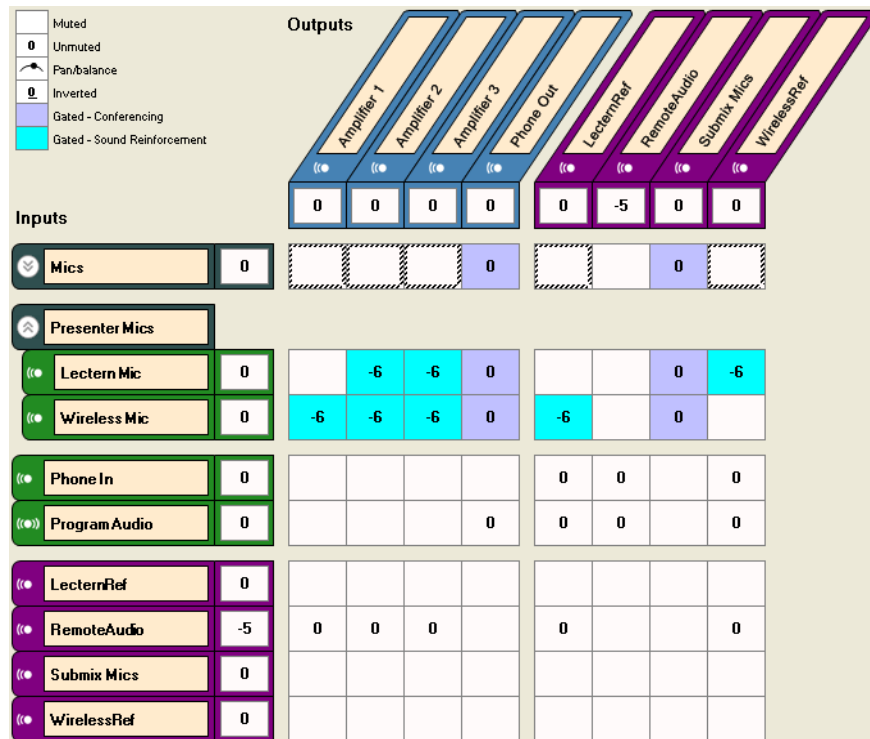 Muted
0 Unmuted
Pan/balance
0 Inverted
Gated - Conferencing
Gated - Sound Reinforcement
Outputs
Amplifier 1
Amplifier 2
Amplifier 3
Phone Out
LecternRef
RemoteAudio
Submix Mics
WirelessRef
0 0 0 0 0 -5 0 0
Inputs
Mics 0 0 0
Presenter Mics
Lectern Mic 0 -6 -6 0 0 -6
Wireless Mic 0 -6 -6 -6 0 -6 0
Phone In 0 0 0 0
Program Audio 0 0 0 0 0
LecternRef 0
RemoteAudio -5 0 0 0 0 0
Submix Mics 0
WirelessRef 0